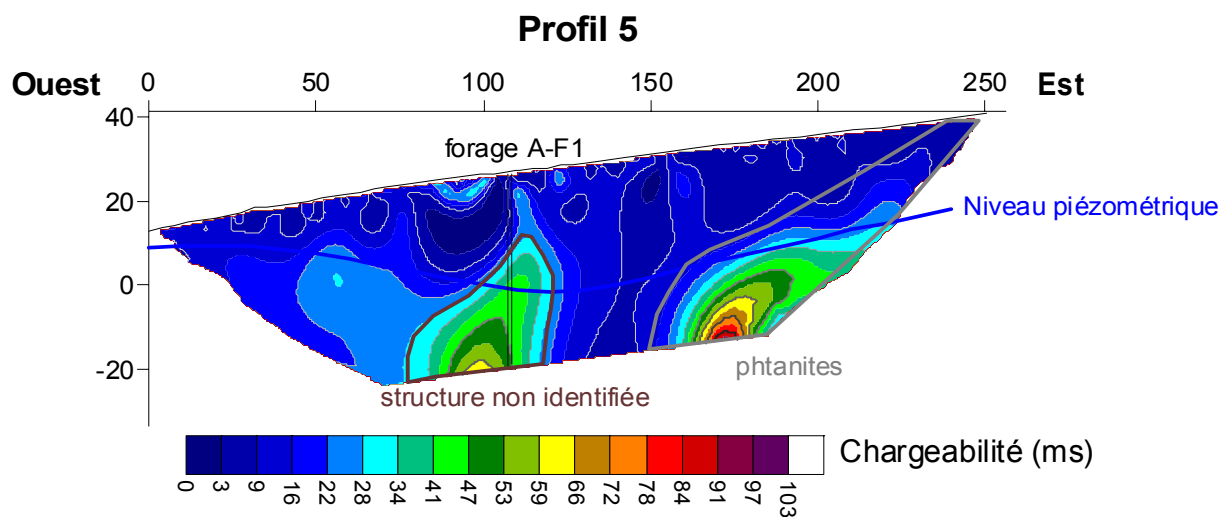 Profil 5
Ouest 0 50 100 150 200 250 Est
40
forage A-F1
20
Niveau piézométrique
0
-20
phtanites
structure non identifiée
Chargeabilité (ms)
0 3 9 16 22 28 34 41 47 53 59 66 72 78 84 91 97 103